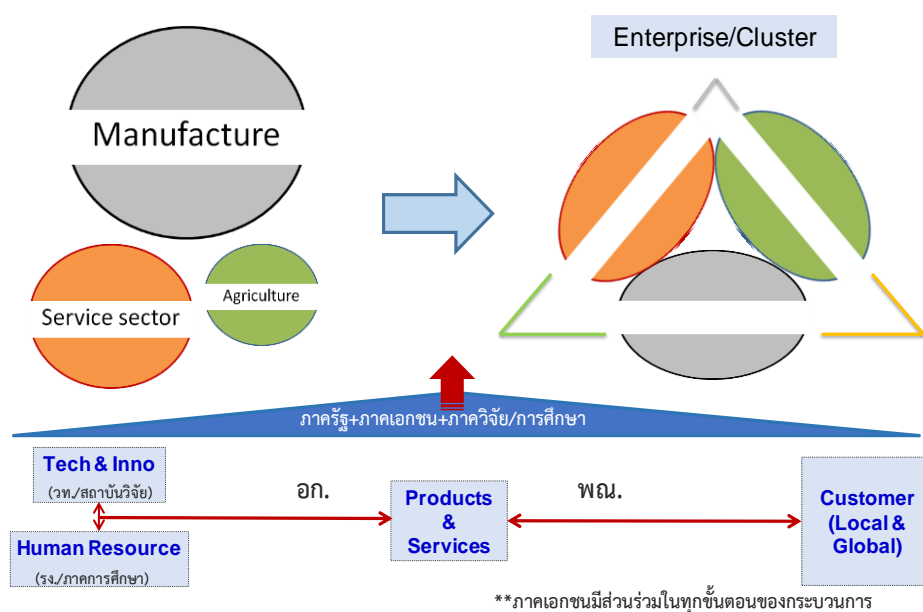 Enterprise/Cluster
Manufacture
Service sector
Agriculture
ภาครัฐ+ภาคเอกชน+ภาควิจัย/การศึกษา
Tech & Inno
(วท./สถาบันวิจัย)
Human Resource
(รง./ภาคการศึกษา)
อก.
Products
&
Services
พณ.
Customer
(Local &
Global)
**ภาคเอกชนมีส่วนร่วมในทุกขั้นตอนของกระบวนการ